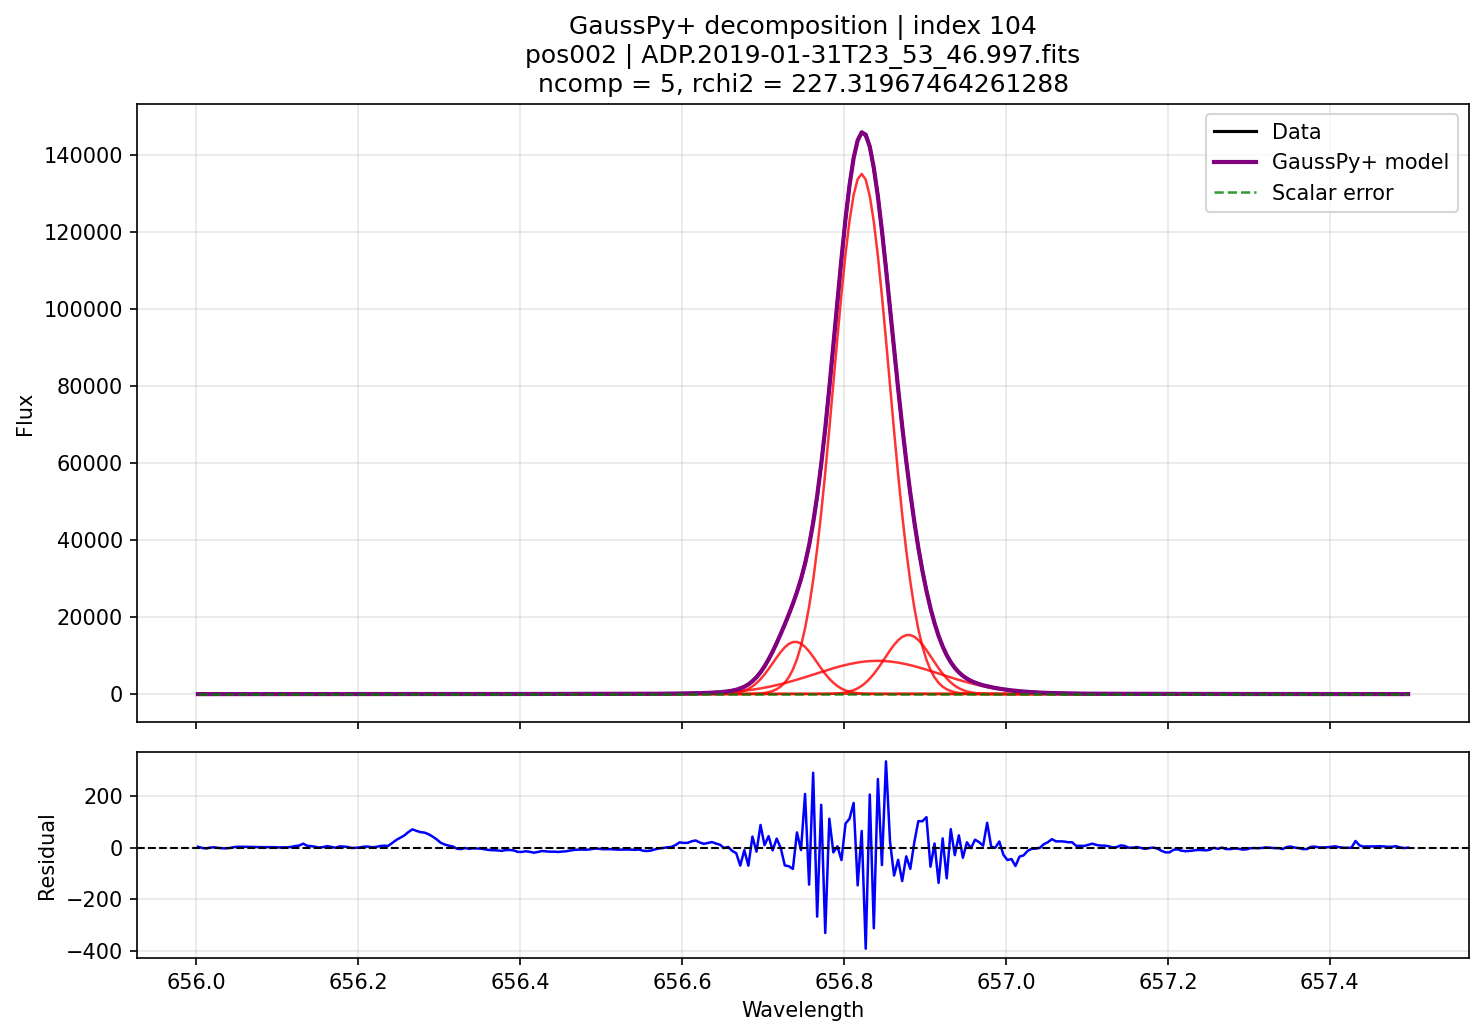 GaussPy+ decomposition | index 104
pos002 | ADP.2019-01-31T23_53_46.997.fits
ncomp = 5, rchi2 = 227.31967464261288
Data
GaussPy+ model
Scalar error
140000
120000
100000
80000
60000
40000
20000
0
Flux
200
0
−200
−400
Residual
656.0
656.2
656.4
656.6
656.8
657.0
657.2
657.4
Wavelength